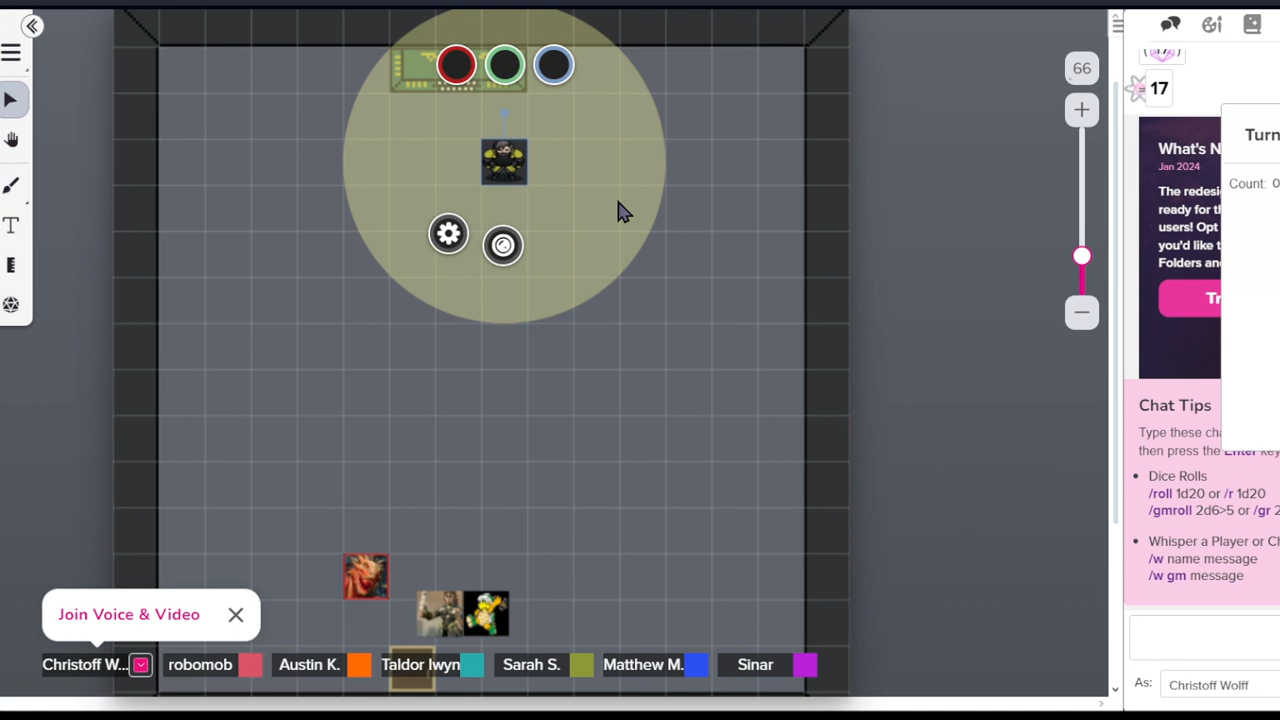 66
17
What's N
Jan 2024
The redesi
ready for th
users! Opt
you'd like t
Folders an
Tr
Turn
Count: 0
Chat Tips
Type these cha
then press the Enter key
Dice Rolls
/roll 1d20 or /r 1d20
/gmroll 2d6>5 or /gr 2
Whisper a Player or Ch
/w name message
/w gm message
Join Voice & Video
Christoff W...
robomob
Austin K.
Taldor Iwyn
Sarah S.
Matthew M.
Sinar
As:
Christoff Wolff